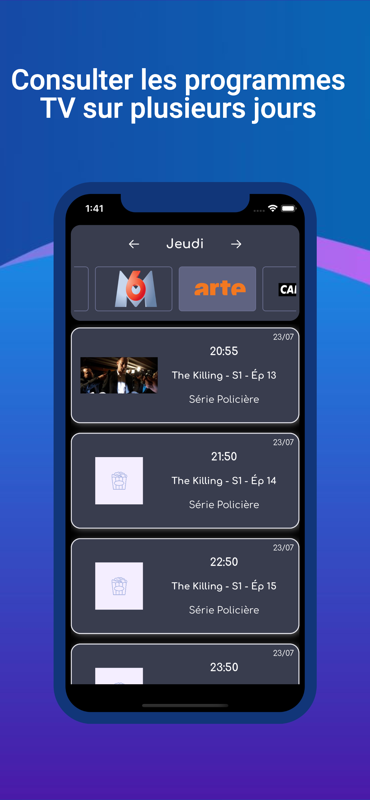 Consulter les programmes
TV sur plusieurs jours
1:41
← Jeudi →
M6
arte
CAI
23/07
20:55
The Killing - S1 - Ép 13
Série Policière
23/07
21:50
The Killing - S1 - Ép 14
Série Policière
23/07
22:50
The Killing - S1 - Ép 15
Série Policière
23/07
23:50